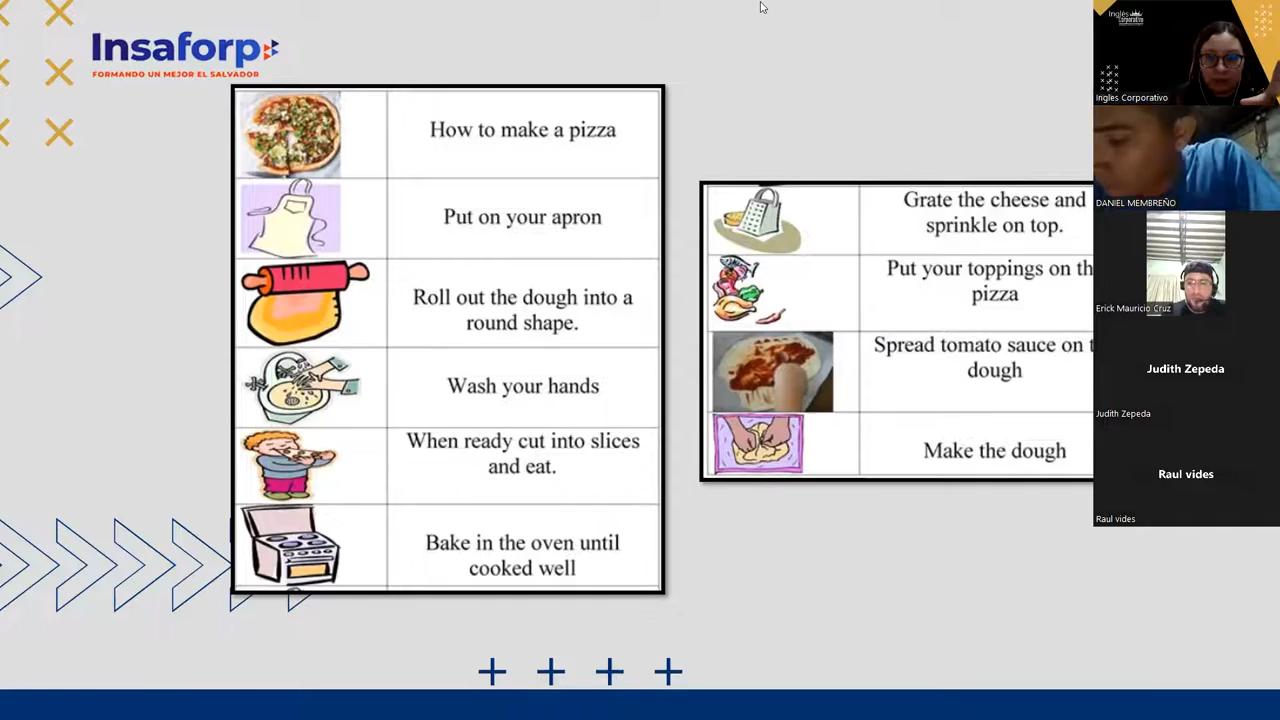 Insaforp
FORMANDO UN MEJOR EL SALVADOR
How to make a pizza
Put on your apron
Roll out the dough into a
round shape.
Wash your hands
When ready cut into slices
and eat.
Bake in the oven until
cooked well
Grate the cheese and
sprinkle on top.
Put your toppings on th
pizza
Spread tomato sauce on t
dough
Make the dough
Inglés
Corporativo
Ingles Corporativo
DANIEL MEMBREÑO
Erick Mauricio Cruz
Judith Zepeda
Judith Zepeda
Raul vides
Raul vides